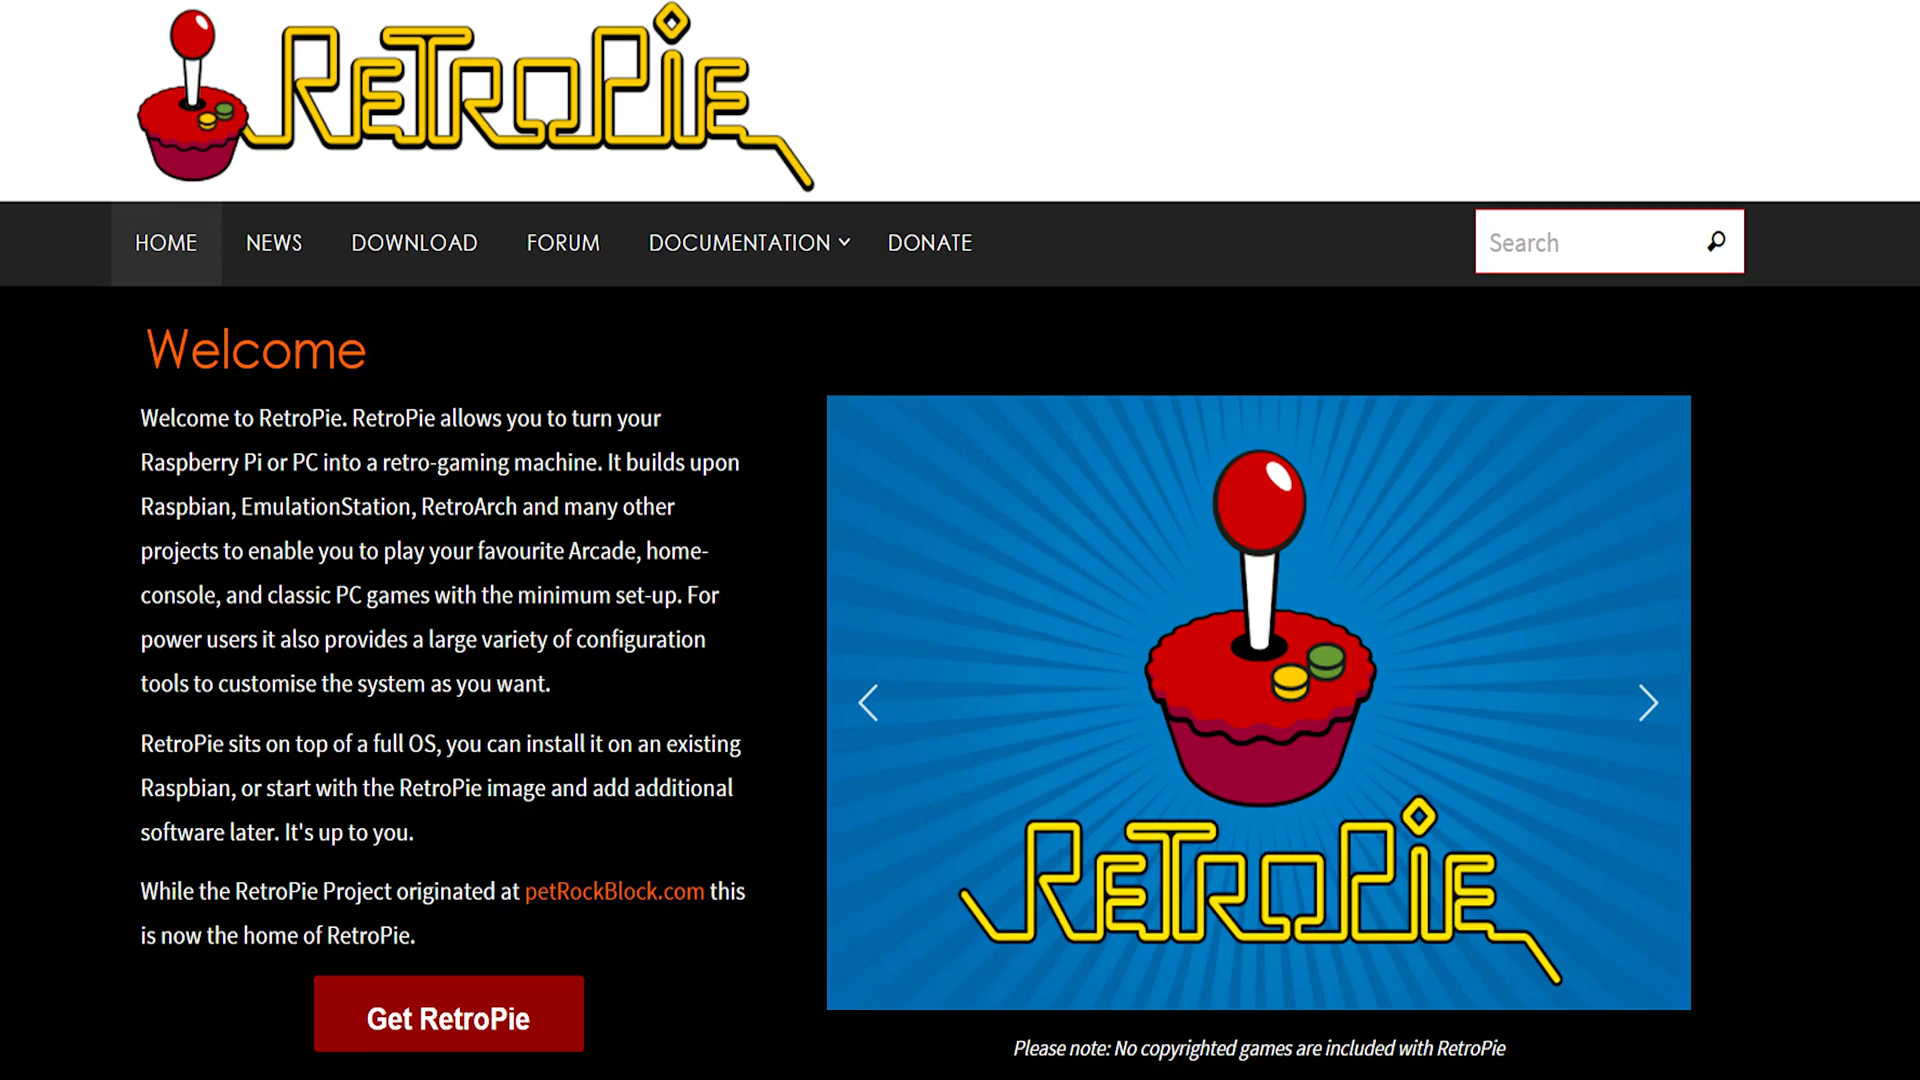 RETROPIE
HOME NEWS DOWNLOAD FORUM DOCUMENTATION DONATE Search
Welcome
Welcome to RetroPie. RetroPie allows you to turn your
Raspberry Pi or PC into a retro-gaming machine. It builds upon
Raspbian, EmulationStation, RetroArch and many other
projects to enable you to play your favourite Arcade, home-
console, and classic PC games with the minimum set-up. For
power users it also provides a large variety of configuration
tools to customise the system as you want.
RetroPie sits on top of a full OS, you can install it on an existing
Raspbian, or start with the RetroPie image and add additional
software later. It's up to you.
While the RetroPie Project originated at petRockBlock.com this
is now the home of RetroPie.
Get RetroPie
RETROPIE
Please note: No copyrighted games are included with RetroPie